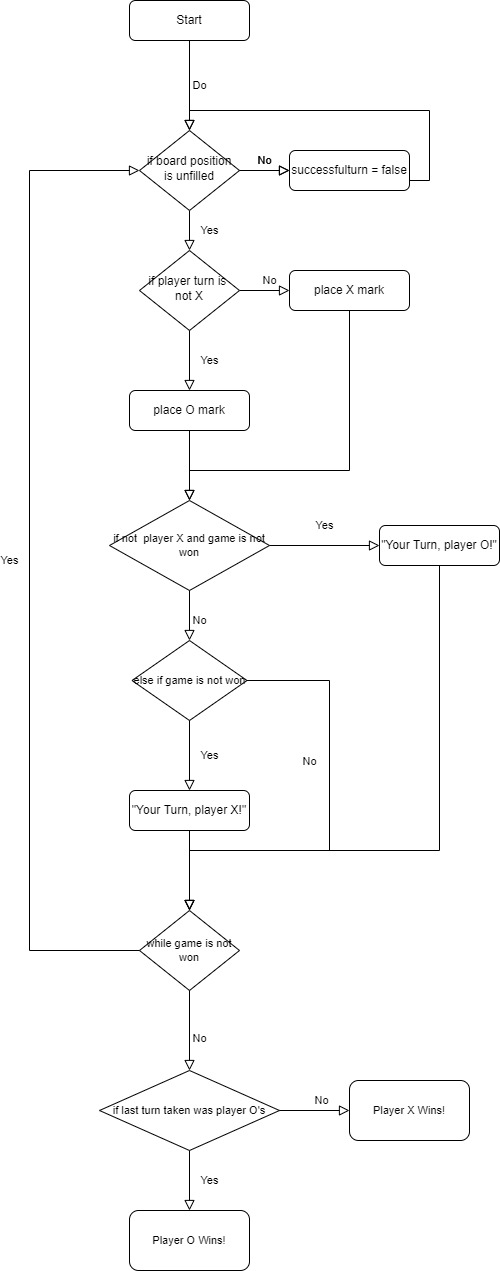 Start
Do
if board position
is unfilled
No
successfulturn = false
Yes
if player turn is
not X
No
place X mark
Yes
place O mark
if not  player X and game is not
won
Yes
"Your Turn, player O!"
Yes
No
else if game is not won
Yes
No
"Your Turn, player X!"
while game is not
won
No
if last turn taken was player O's
No
Player X Wins!
Yes
Player O Wins!